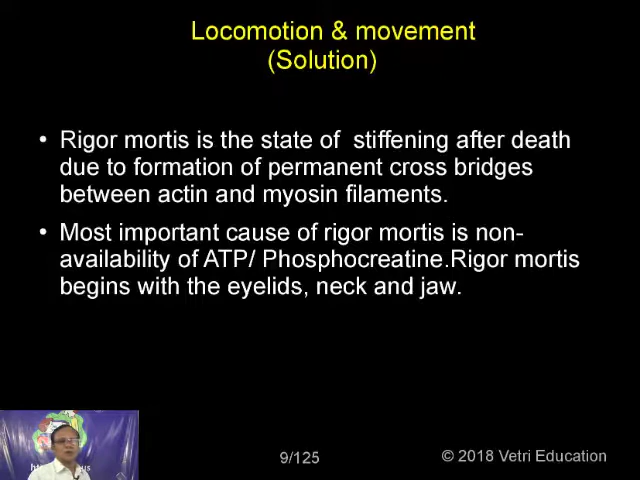 Locomotion & movement
(Solution)
• Rigor mortis is the state of stiffening after death
due to formation of permanent cross bridges
between actin and myosin filaments.
• Most important cause of rigor mortis is non-
availability of ATP/ Phosphocreatine.Rigor mortis
begins with the eyelids, neck and jaw.
9/125
© 2018 Vetri Education